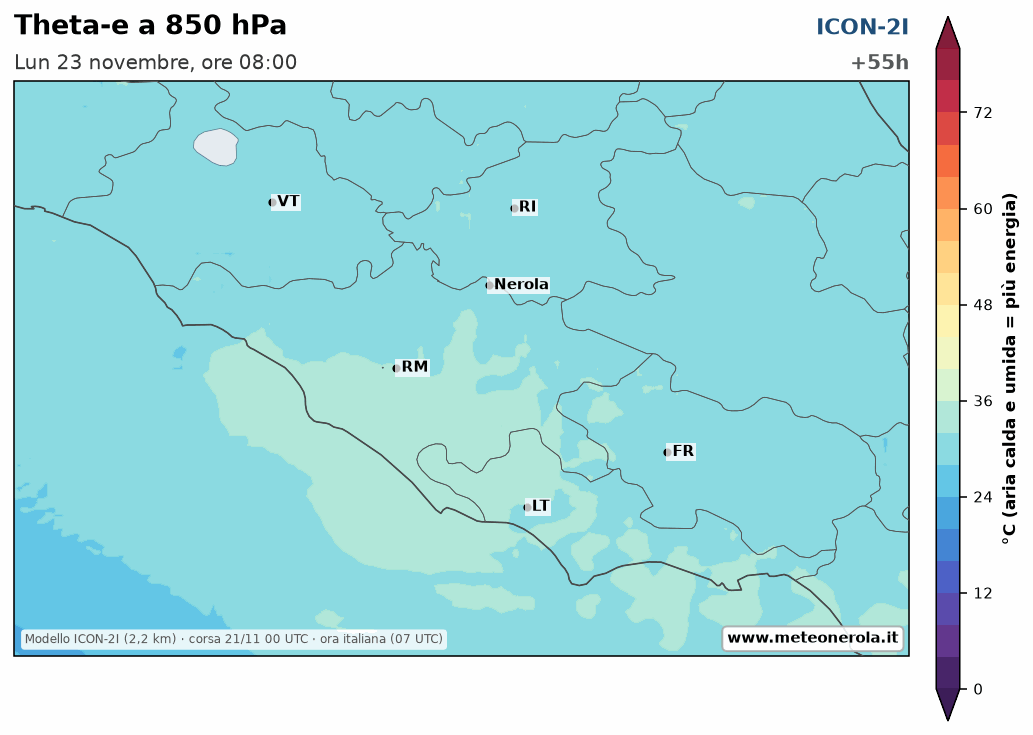 Theta-e a 850 hPa
ICON-2I
Lun 23 novembre, ore 08:00
+55h
VT
RI
Nerola
RM
FR
LT
Modello ICON-2I (2,2 km) · corsa 21/11 00 UTC · ora italiana (07 UTC)
www.meteonerola.it
72
60
48
36
24
12
0
°C (aria calda e umida = più energia)